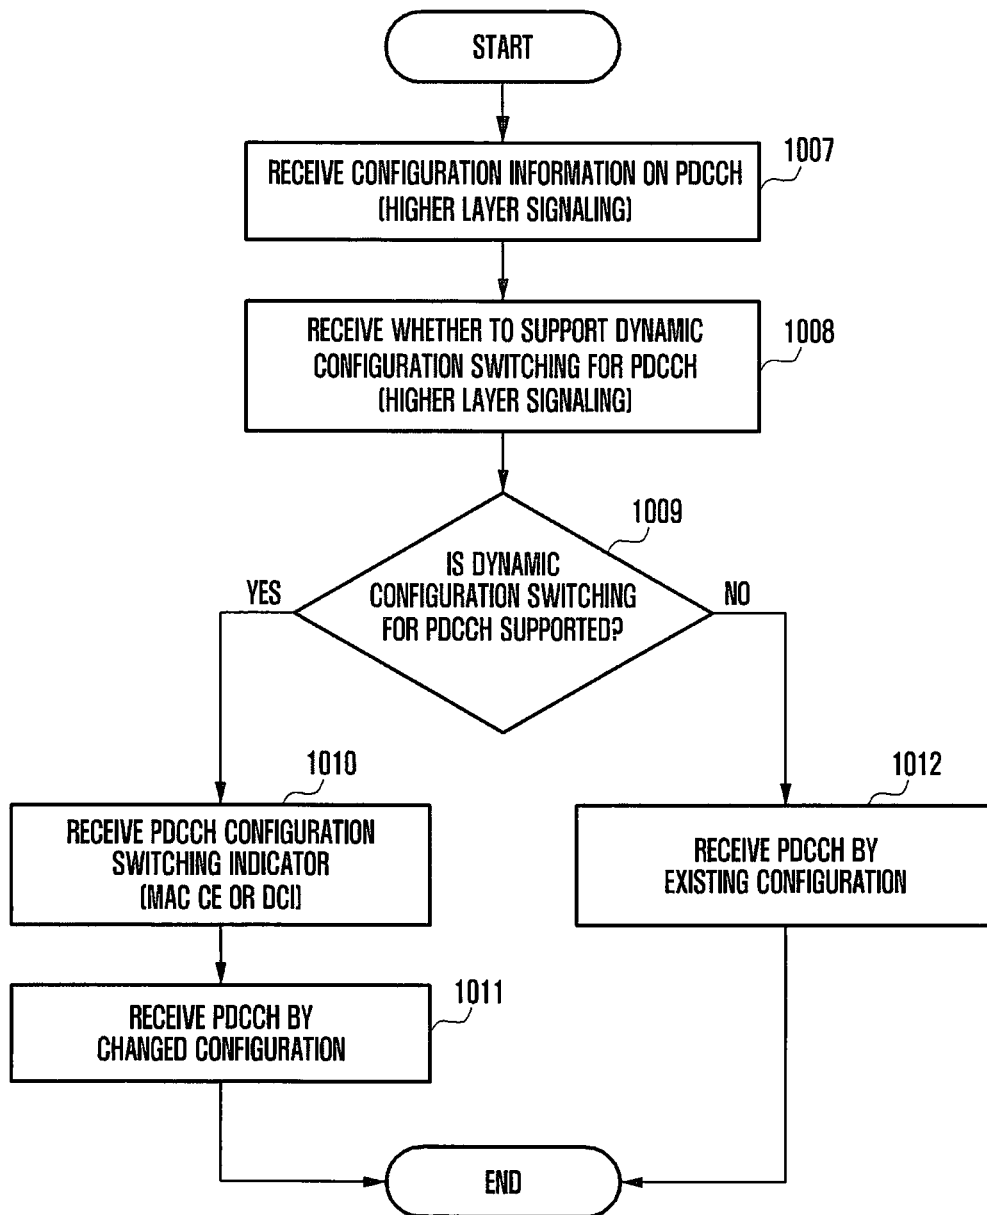 START
1007
RECEIVE CONFIGURATION INFORMATION ON PDCCH
(HIGHER LAYER SIGNALING)
1008
RECEIVE WHETHER TO SUPPORT DYNAMIC
CONFIGURATION SWITCHING FOR PDCCH
(HIGHER LAYER SIGNALING)
1009
IS DYNAMIC
CONFIGURATION SWITCHING
FOR PDCCH SUPPORTED?
YES
NO
1010
RECEIVE PDCCH CONFIGURATION
SWITCHING INDICATOR
(MAC CE OR DCI)
1012
RECEIVE PDCCH BY
EXISTING CONFIGURATION
1011
RECEIVE PDCCH BY
CHANGED CONFIGURATION
END